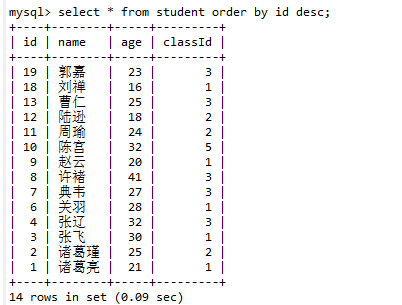 mysql> select * from student order by id desc;
+----+--------+-----+---------+
| id | name | age | classId |
+----+--------+-----+---------+
| 19 | 郭嘉 | 23 | 3 |
| 18 | 刘禅 | 16 | 1 |
| 13 | 曹仁 | 25 | 3 |
| 12 | 陆逊 | 18 | 2 |
| 11 | 周瑜 | 24 | 2 |
| 10 | 陈宫 | 32 | 5 |
| 9 | 赵云 | 20 | 1 |
| 8 | 许褚 | 41 | 3 |
| 7 | 典韦 | 27 | 3 |
| 6 | 关羽 | 28 | 1 |
| 4 | 张辽 | 32 | 3 |
| 3 | 张飞 | 30 | 1 |
| 2 | 诸葛瑾 | 25 | 2 |
| 1 | 诸葛亮 | 21 | 1 |
+----+--------+-----+---------+
14 rows in set (0.09 sec)